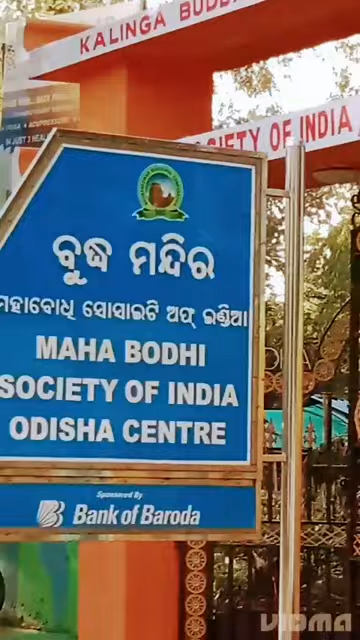 KALINGA BUDDH
SOCIETY OF INDIA,
ବୁଦ୍ଧ ମନ୍ଦିର
ମହାବୋଧି ସୋସାଇଟି ଅଫ୍ ଇଣ୍ଡିଆ
MAHA BODHI
SOCIETY OF INDIA
ODISHA CENTRE
Sponsored By
Bank of Baroda
VIDMA